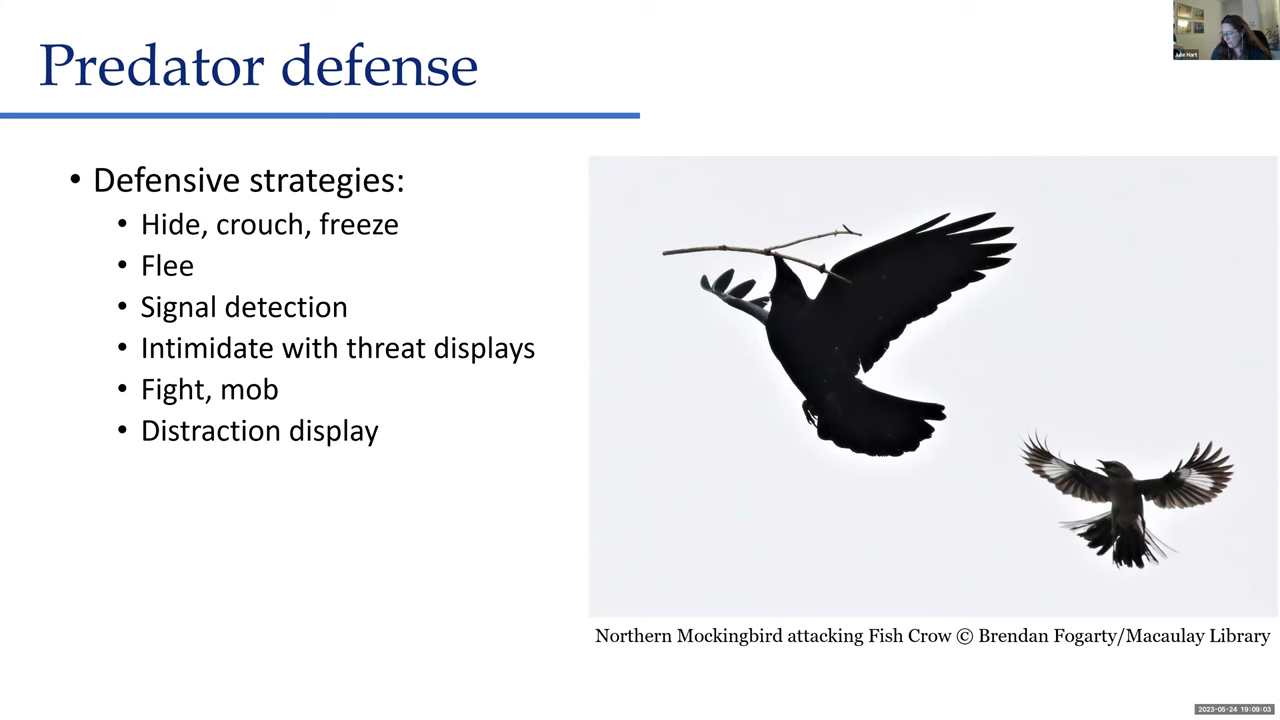 Predator defense
Julie Hart
• Defensive strategies:
• Hide, crouch, freeze
• Flee
• Signal detection
• Intimidate with threat displays
• Fight, mob
• Distraction display
Northern Mockingbird attacking Fish Crow © Brendan Fogarty/Macaulay Library
2023-05-24 19:09:03